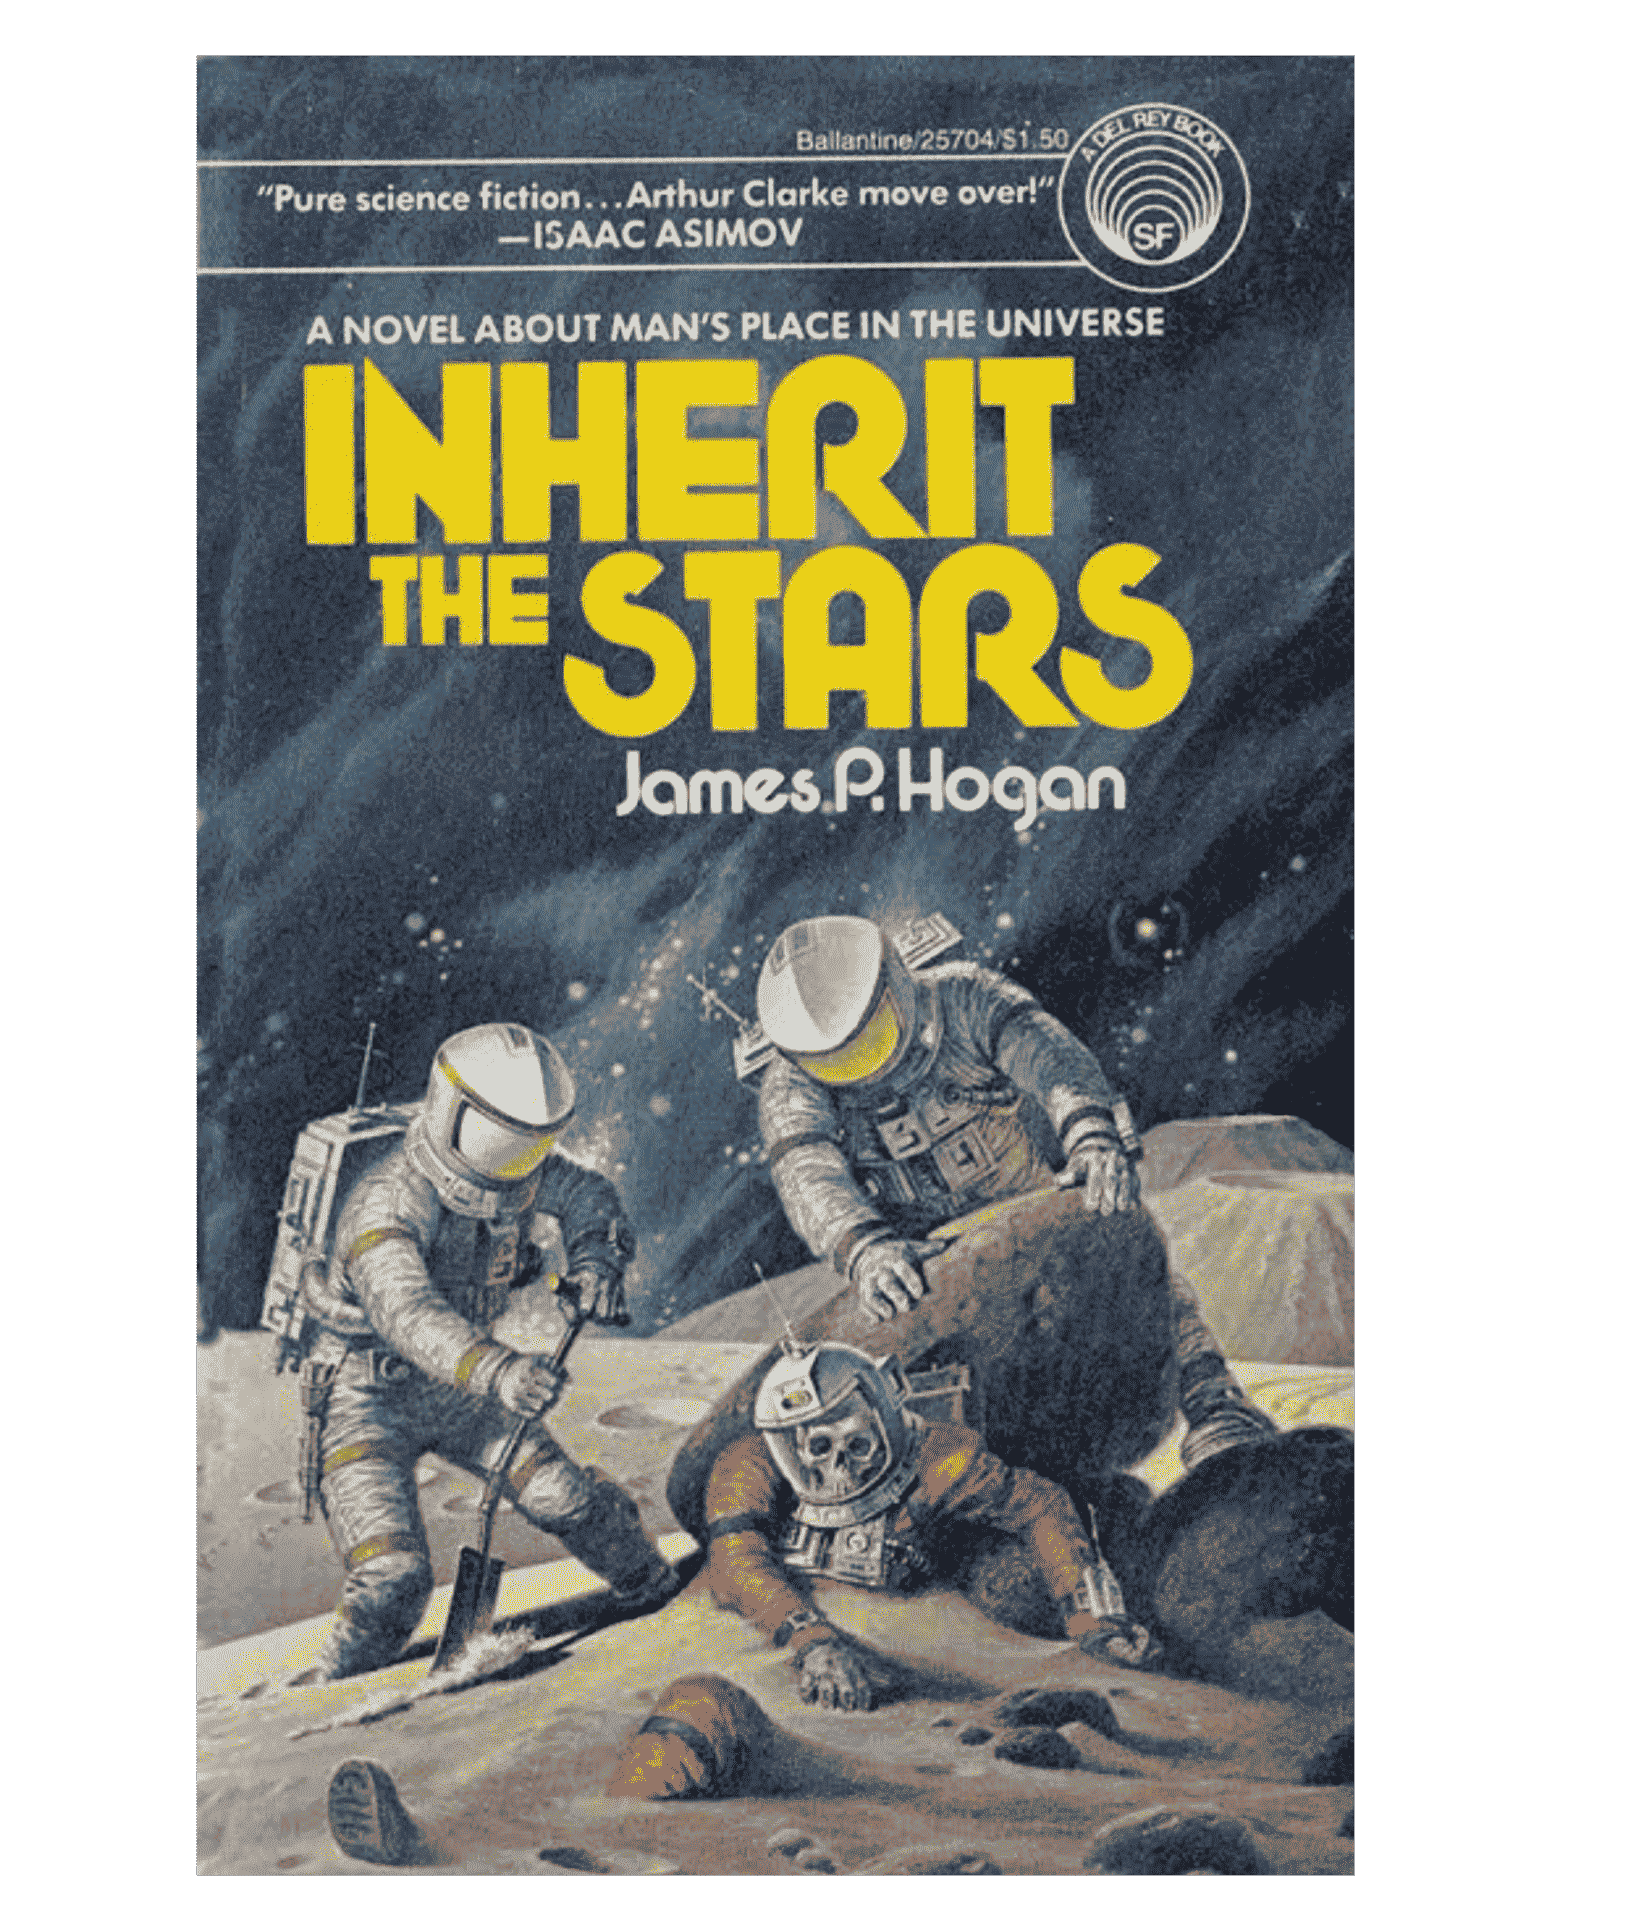 Ballantine/25704/$1.50
A DEL REY BOOK
SF
“Pure science fiction...Arthur Clarke move over!”
—ISAAC ASIMOV
A NOVEL ABOUT MAN'S PLACE IN THE UNIVERSE
INHERIT
THE STARS
James P. Hogan